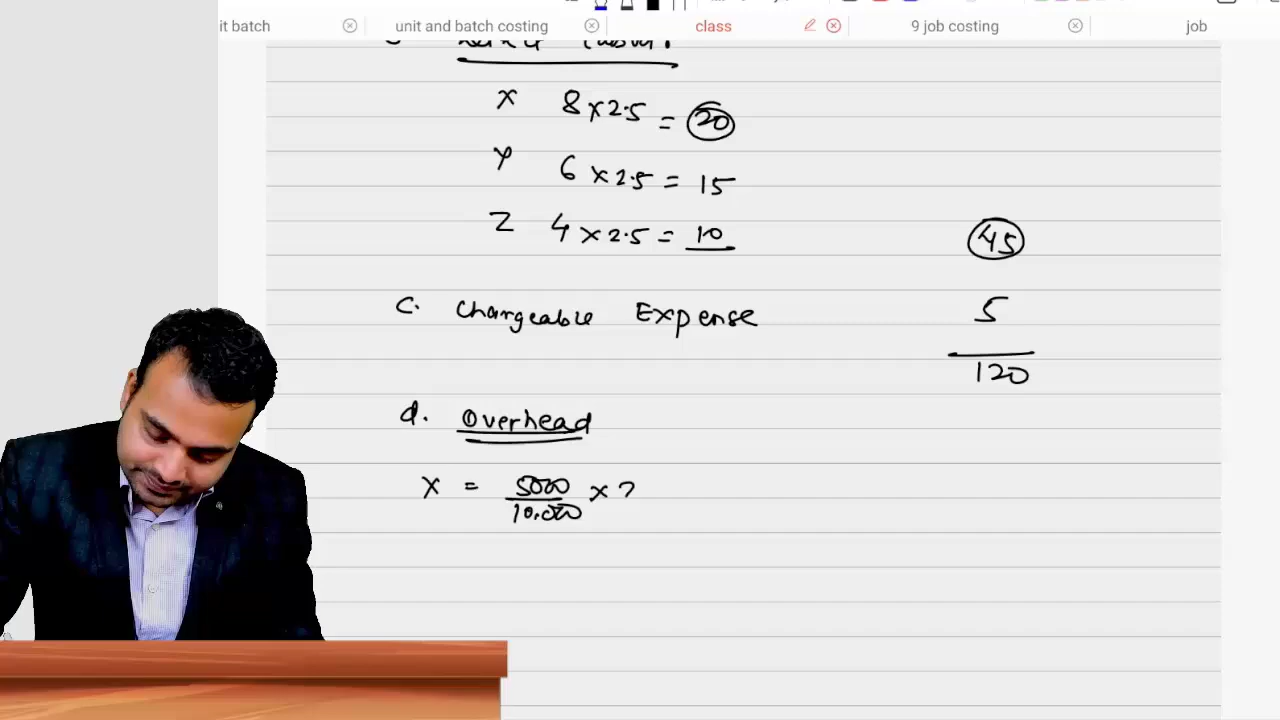 it batch
unit and batch costing
class
9 job costing
job
X 8 x 2.5 = 20
Y 6 x 2.5 = 15
Z 4 x 2.5 = 10
45
c. Chargeable Expense 5
120
d. Overhead
X = 5000
10,000
x 2